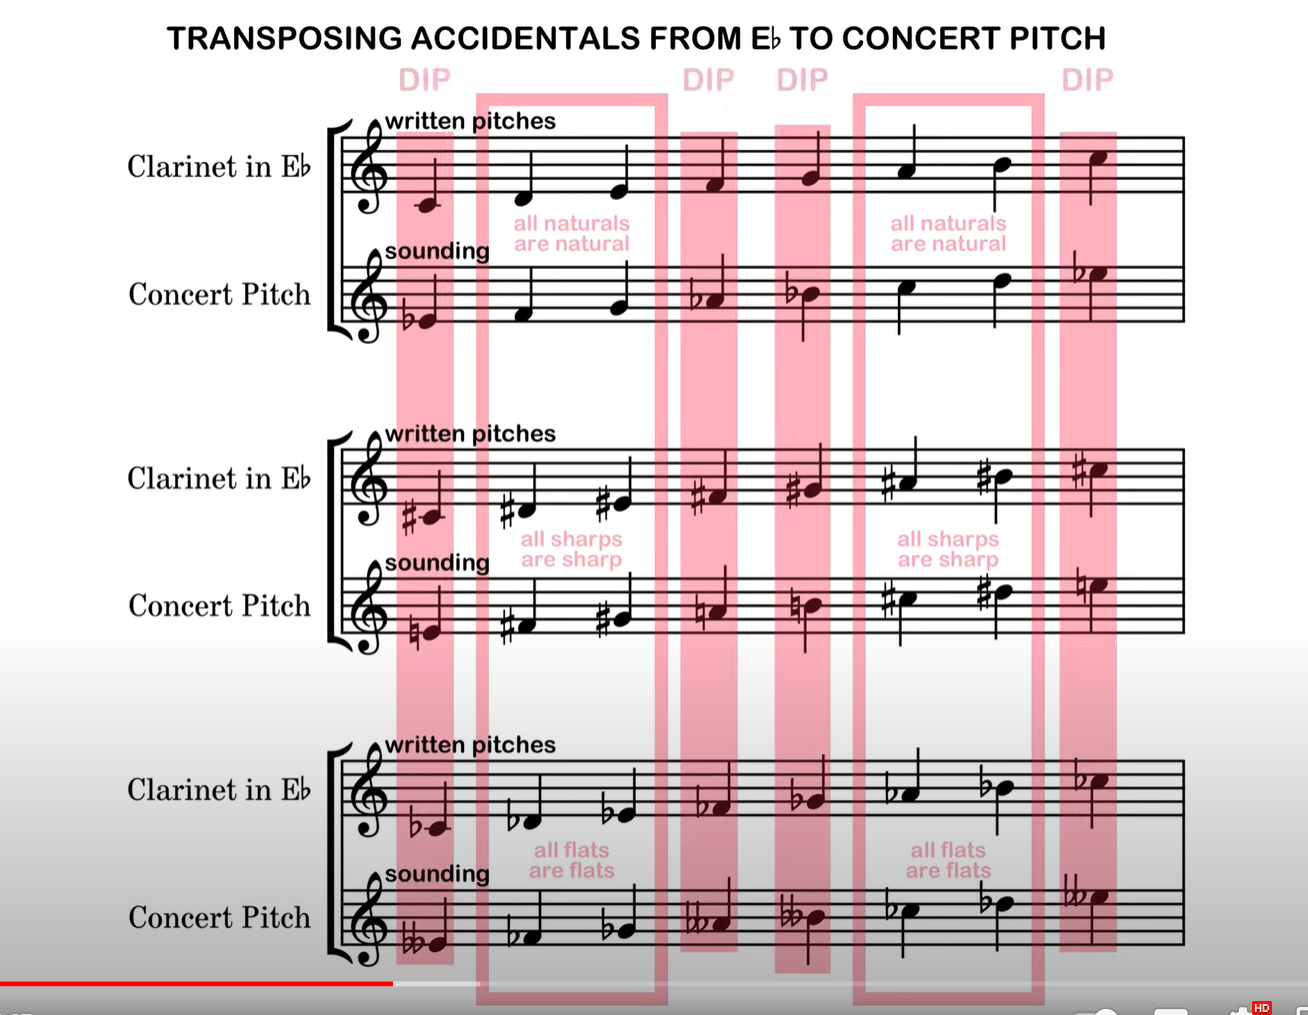 TRANSPOSING ACCIDENTALS FROM E♭ TO CONCERT PITCH
DIP DIP DIP DIP
written pitches
Clarinet in E♭
all naturals all naturals
are natural are natural
sounding
Concert Pitch
written pitches
Clarinet in E♭
all sharps all sharps
are sharp are sharp
sounding
Concert Pitch
written pitches
Clarinet in E♭
all flats all flats
are flats are flats
sounding
Concert Pitch
HD